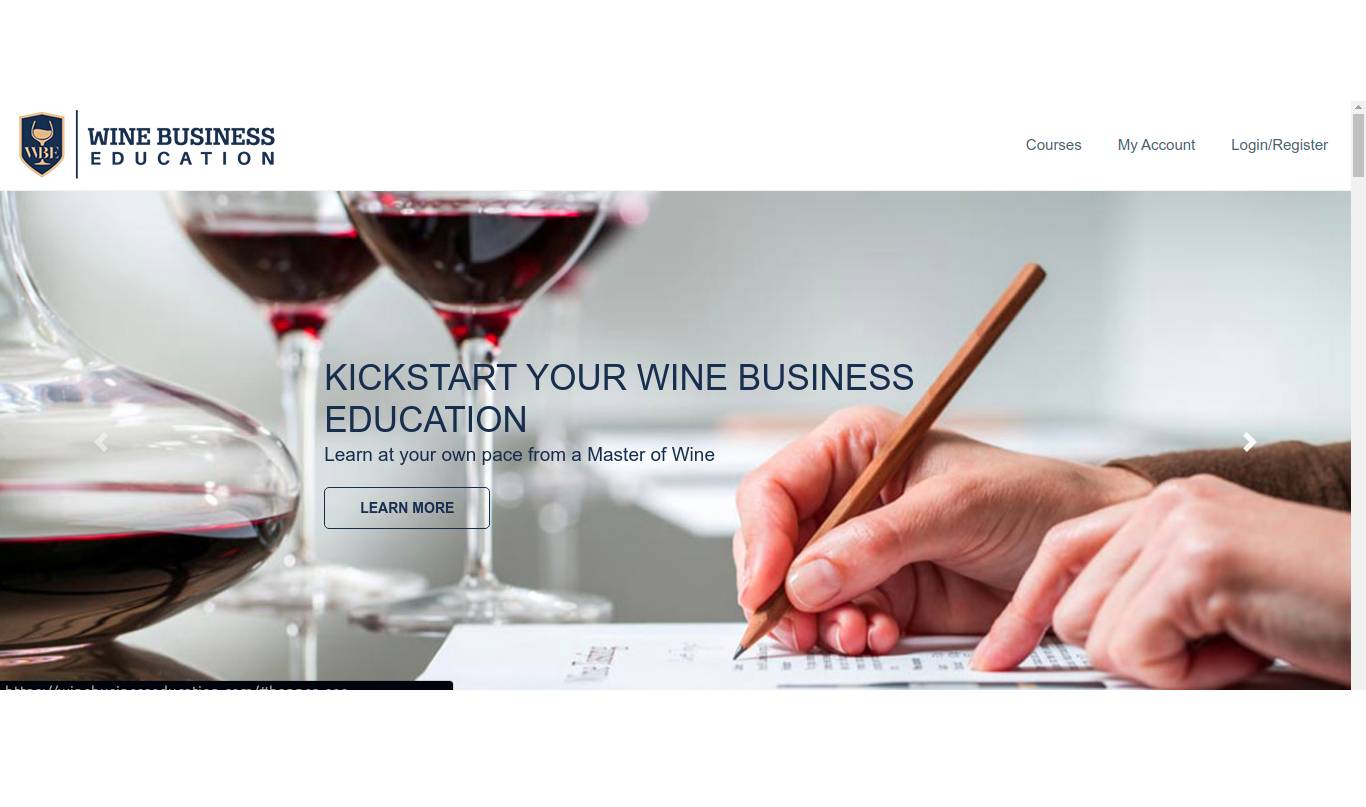 WBE
WINE BUSINESS
EDUCATION
Courses
My Account
Login/Register
KICKSTART YOUR WINE BUSINESS
EDUCATION
Learn at your own pace from a Master of Wine
LEARN MORE